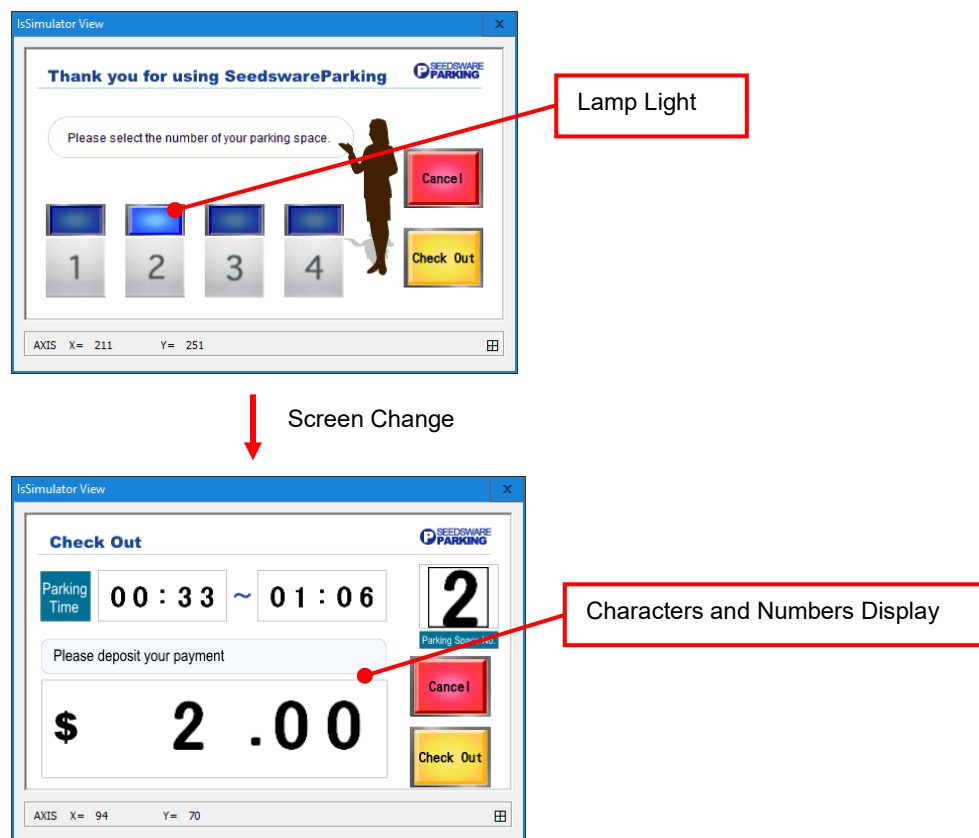 IsSimulator View x
Thank you for using SeedswareParking
P SEEDSWARE
PARKING
Lamp Light
Please select the number of your parking space.
Cancel
1 2 3 4
Check Out
AXIS X= 211 Y= 251
Screen Change
IsSimulator View x
Check Out
P SEEDSWARE
PARKING
Parking
Time
00:33 ~ 01:06
2
Parking Space No.
Characters and Numbers Display
Please deposit your payment
Cancel
$ 2.00
Check Out
AXIS X= 94 Y= 70